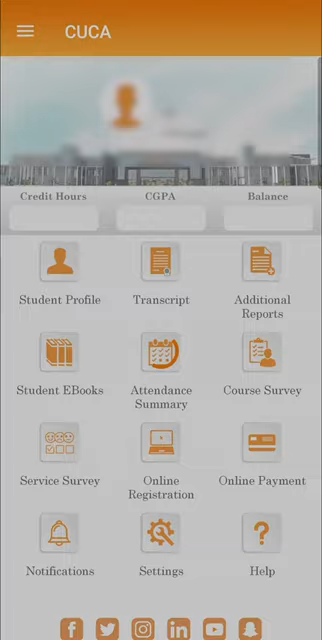 CUCA
Credit Hours CGPA Balance
Student Profile Transcript Additional
Reports
Student EBooks Attendance Course Survey
Summary
Service Survey Online Online Payment
Registration
Notifications Settings Help